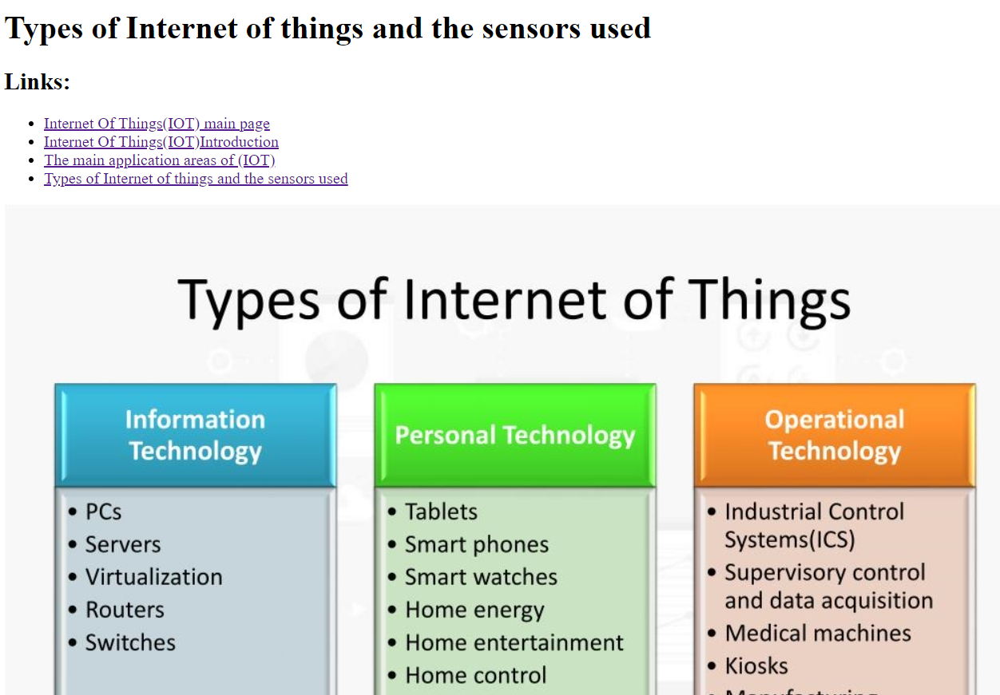 Types of Internet of things and the sensors used
Links:
• Internet Of Things(IOT) main page
• Internet Of Things(IOT)Introduction
• The main application areas of (IOT)
• Types of Internet of things and the sensors used
Types of Internet of Things
Information
Technology
• PCs
• Servers
• Virtualization
• Routers
• Switches
Personal Technology
• Tablets
• Smart phones
• Smart watches
• Home energy
• Home entertainment
• Home control
Operational
Technology
• Industrial Control
Systems(ICS)
• Supervisory control
and data acquisition
• Medical machines
• Kiosks